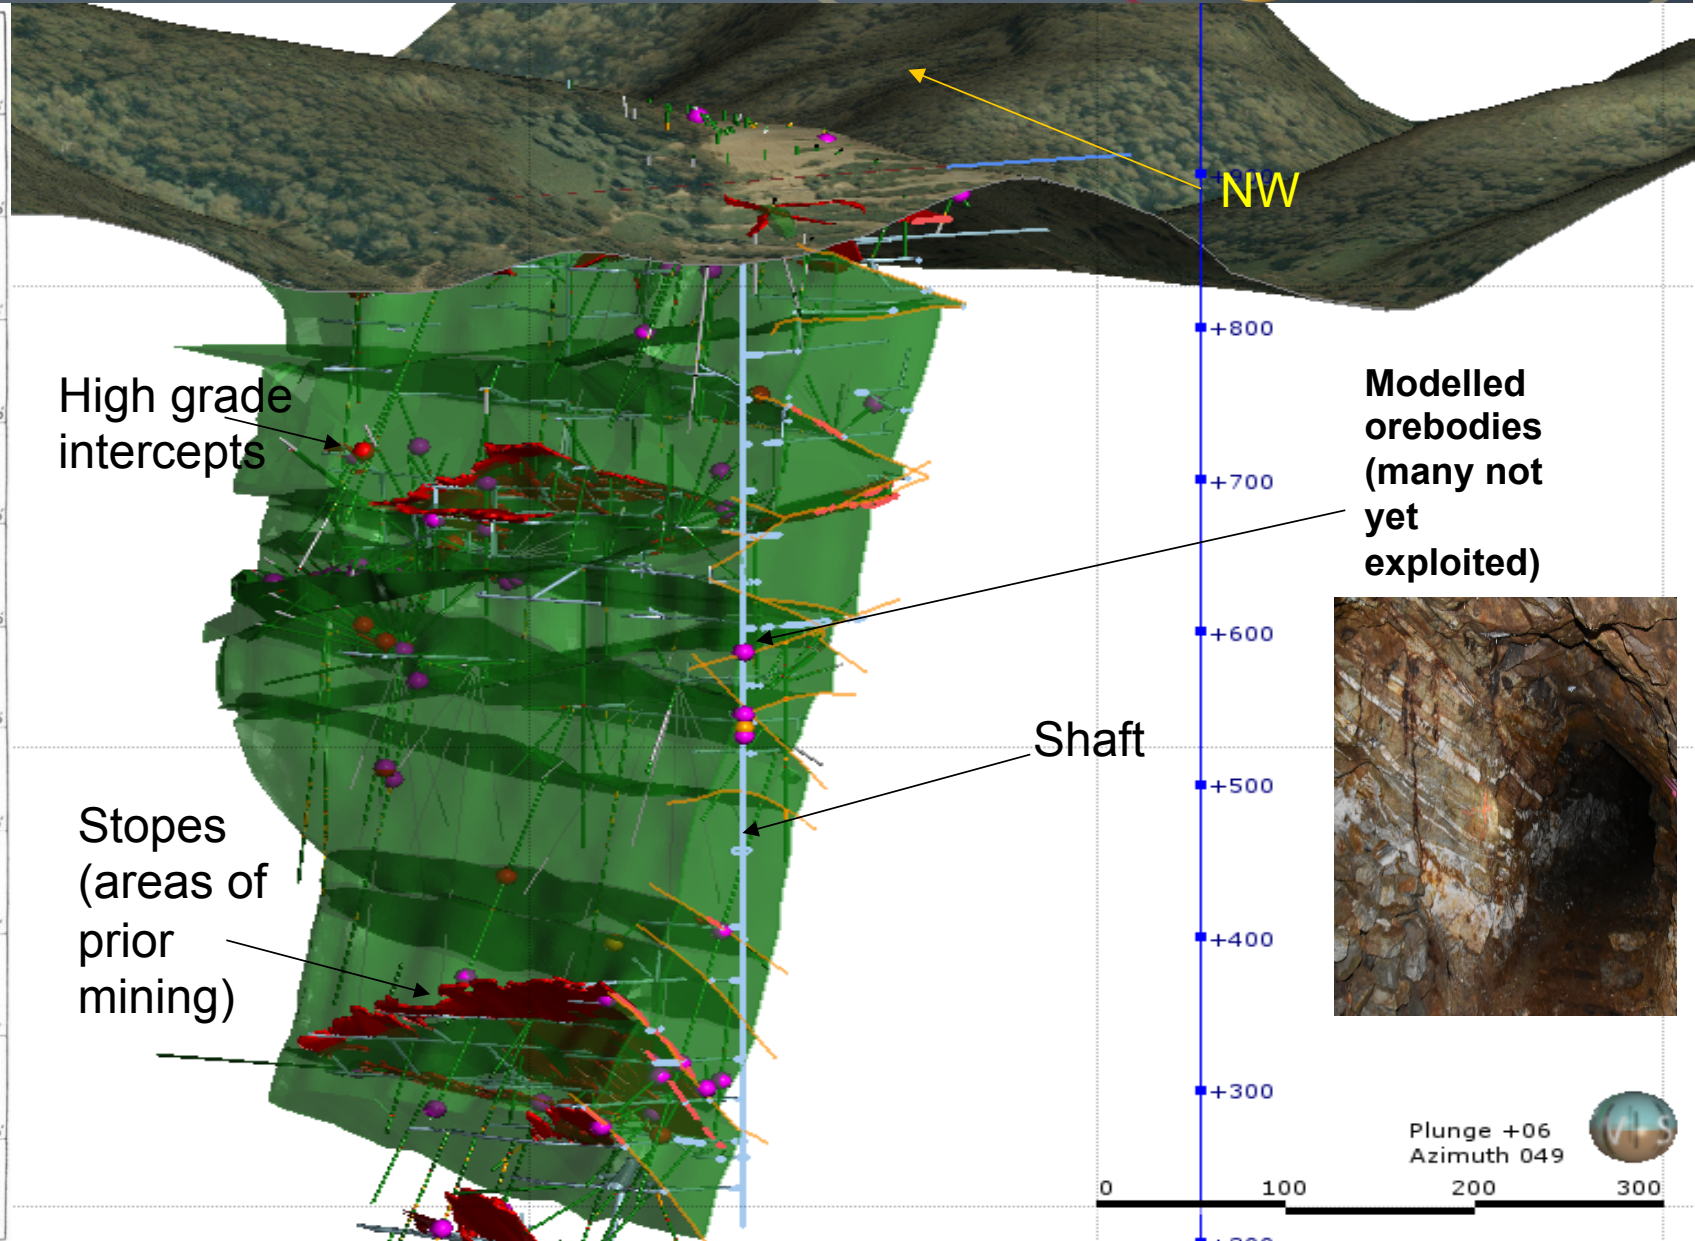 +900
NW
+800
High grade
intercepts
Modelled
orebodies
(many not
yet
exploited)
+700
+600
Shaft
+500
Stopes
(areas of
prior
mining)
+400
+300
Plunge +06
Azimuth 049
0
100
200
300